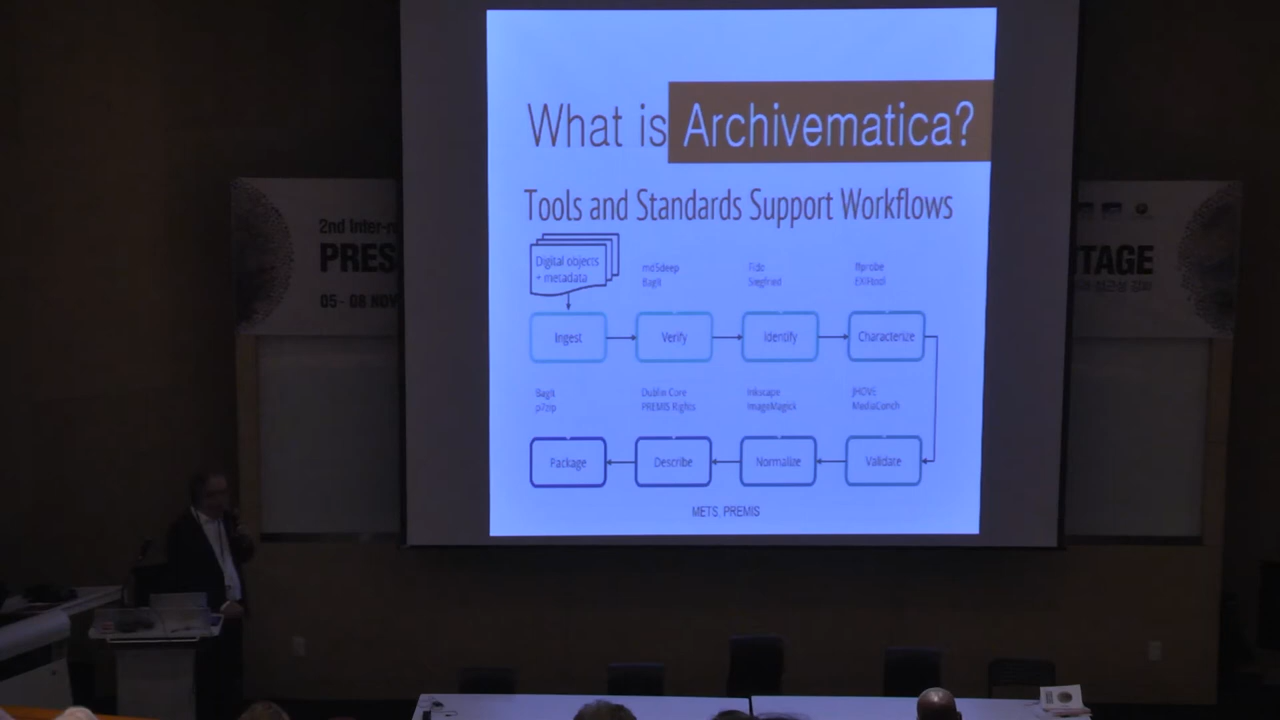 What is Archivematica?
Tools and Standards Support Workflows
Digital objects
+ metadata
md5deep
BagIt
Fido
Siegfried
ffprobe
EXIFtool
Ingest
Verify
Identify
Characterize
BagIt
p7zip
Dublin Core
PREMIS Rights
Inkscape
ImageMagick
JHOVE
MediaConch
Package
Describe
Normalize
Validate
METS, PREMIS
2nd Inter-r
PRES
05 - 08 NOV
TAGE